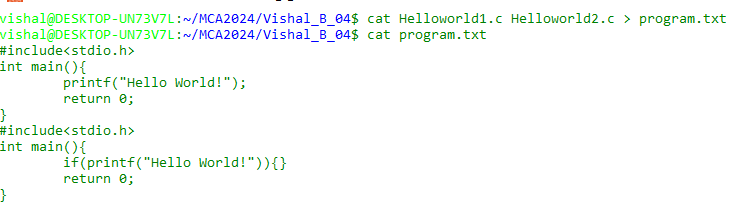 vishal@DESKTOP-UN73V7L:~/MCA2024/Vishal_B_04$ cat Helloworld1.c Helloworld2.c > program.txt
vishal@DESKTOP-UN73V7L:~/MCA2024/Vishal_B_04$ cat program.txt
#include<stdio.h>
int main(){
        printf("Hello World!");
        return 0;
}
#include<stdio.h>
int main(){
        if(printf("Hello World!")){}
        return 0;
}